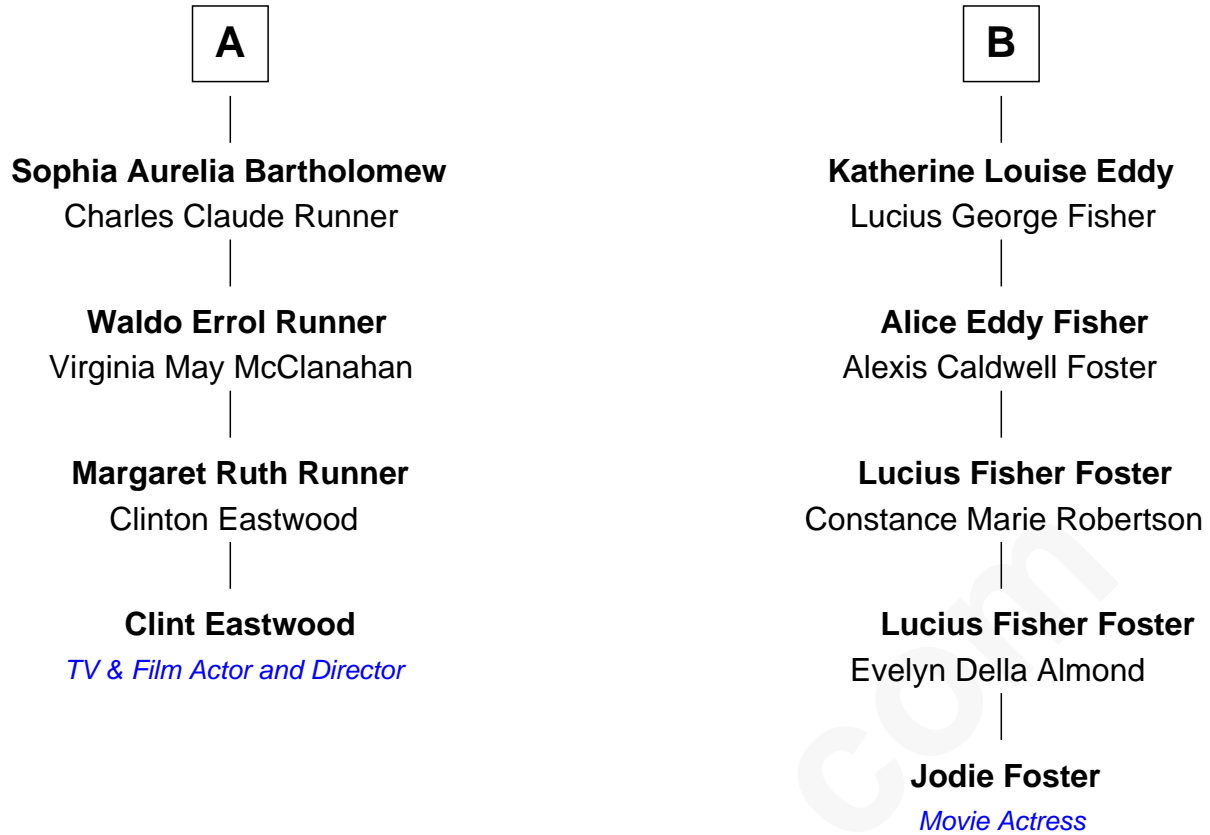 A
Sophia Aurelia Bartholomew
Charles Claude Runner
Waldo Errol Runner
Virginia May McClanahan
Margaret Ruth Runner
Clinton Eastwood
Clint Eastwood
TV & Film Actor and Director
B
Katherine Louise Eddy
Lucius George Fisher
Alice Eddy Fisher
Alexis Caldwell Foster
Lucius Fisher Foster
Constance Marie Robertson
Lucius Fisher Foster
Evelyn Della Almond
Jodie Foster
Movie Actress
com